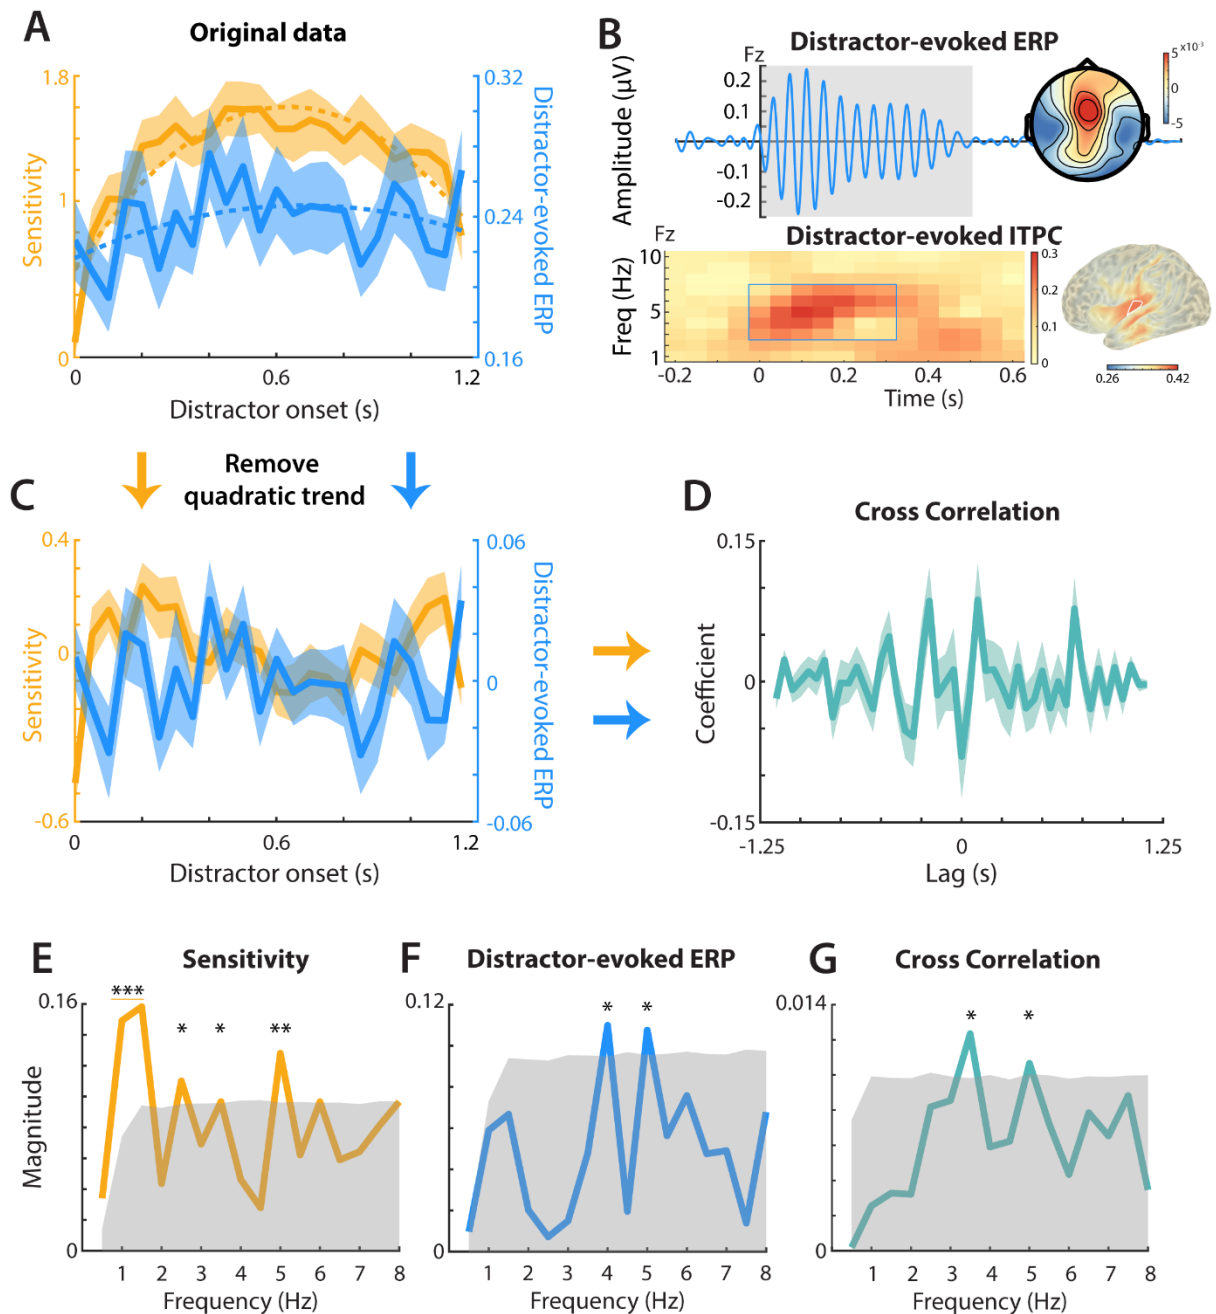 A
Original data
1.8
1
0
Sensitivity
0.32
0.24
0.16
Distractor-evoked ERP
0
0.6
1.2
Distractor onset (s)
B
Distractor-evoked ERP
Fz
Amplitude (μV)
0.2
0.1
-0.1
-0.2
5
×10⁻³
0
-5
Distractor-evoked ITPC
Fz
Freq (Hz)
10
5
1
-0.2
0
0.2
0.4
0.6
Time (s)
0.3
0.2
0.1
0
0.26
0.42
Remove
quadratic trend
C
0.4
0
-0.6
Sensitivity
0.06
0
-0.06
Distractor-evoked ERP
0
0.6
1.2
Distractor onset (s)
D
Cross Correlation
0.15
0
-0.15
Coefficient
-1.25
0
1.25
Lag (s)
E
Sensitivity
0.16
0
Magnitude
***
*
*
**
1 2 3 4 5 6 7 8
Frequency (Hz)
F
Distractor-evoked ERP
0.12
0
*
*
1 2 3 4 5 6 7 8
Frequency (Hz)
G
Cross Correlation
0.014
0
*
*
1 2 3 4 5 6 7 8
Frequency (Hz)